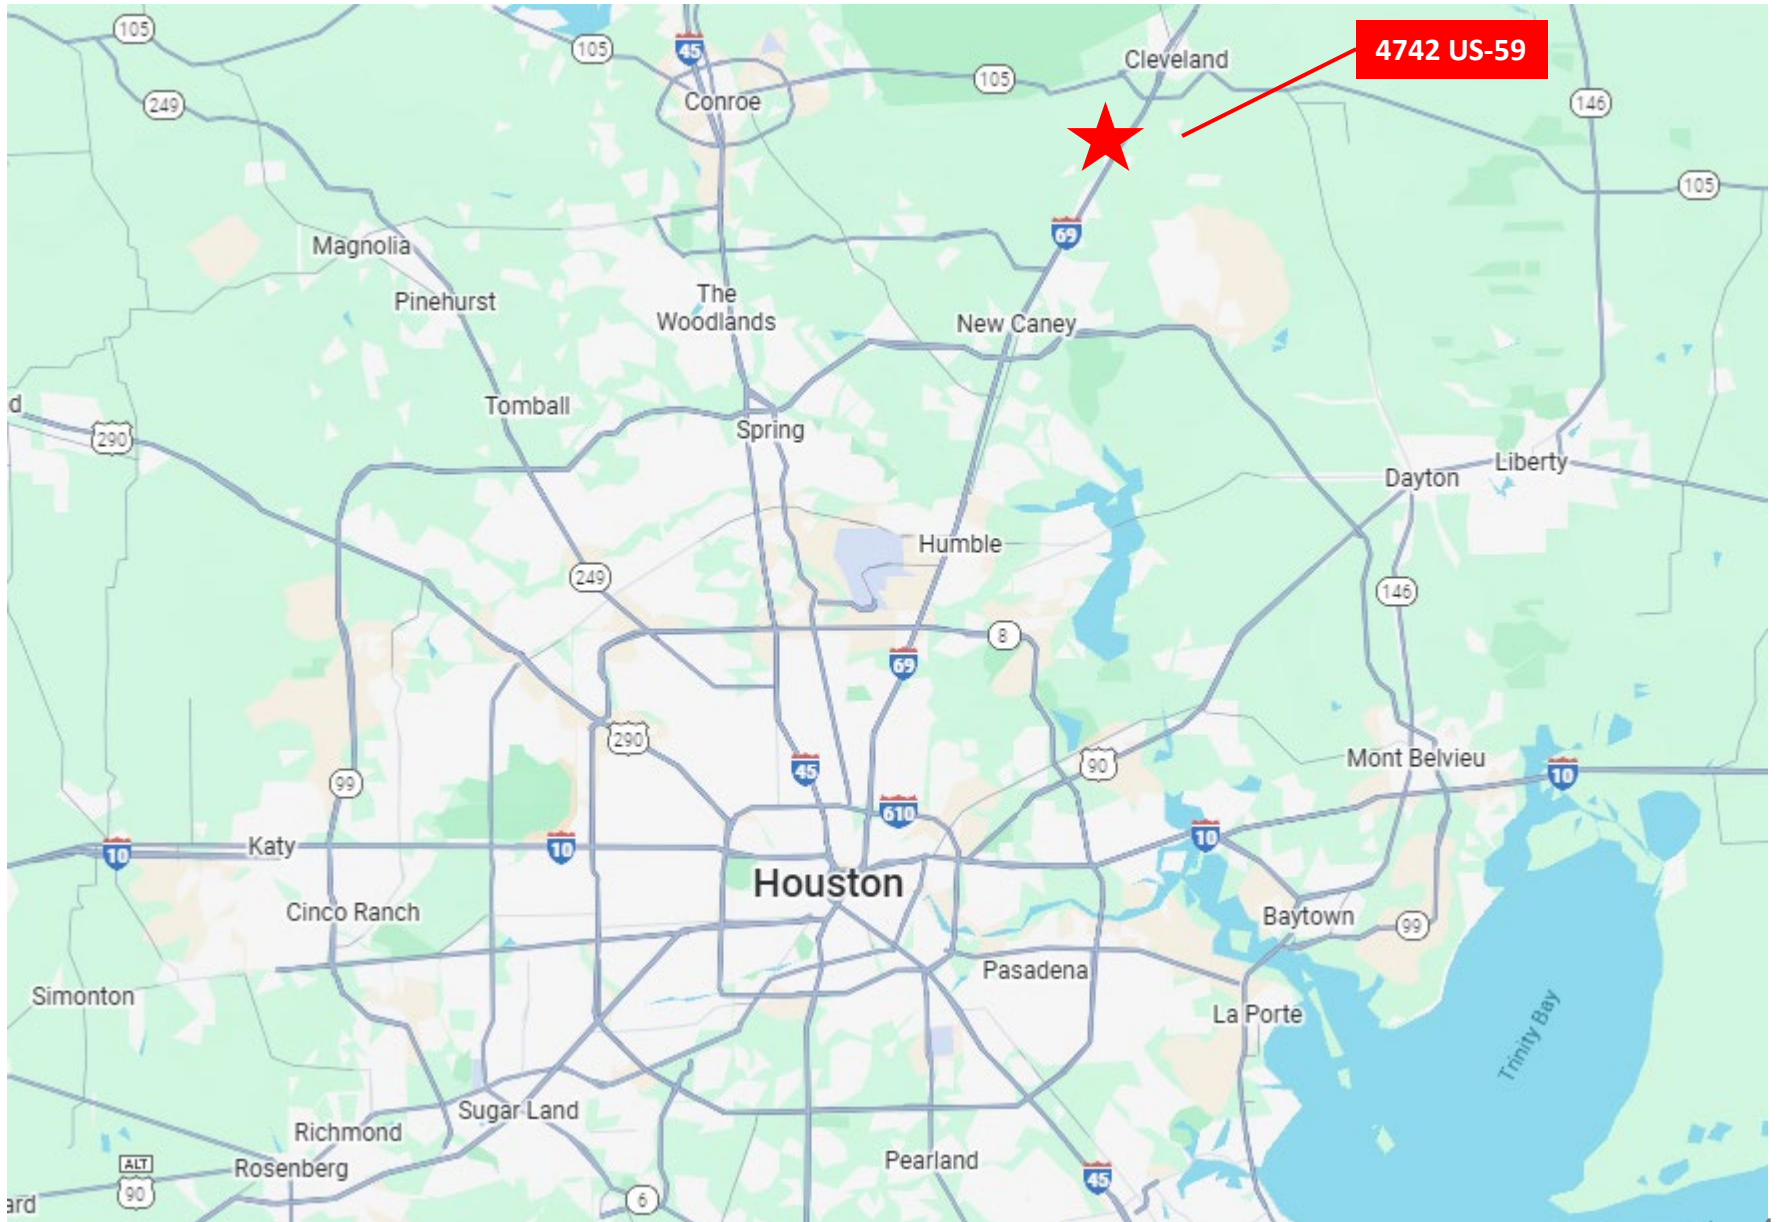 105
45
105
Cleveland
4742 US-59
249
Conroe
105
146
105
Magnolia
69
Pinehurst
The
Woodlands
New Caney
d
Tomball
290
Spring
Liberty
Dayton
Humble
249
146
8
69
290
45
90
Mont Belvieu
10
99
610
10
Katy
10
10
Houston
Cinco Ranch
Baytown
99
Pasadena
Simonton
La Porte
Trinity Bay
Sugar Land
Richmond
Rosenberg
Pearland
ALT
90
45
6
ard